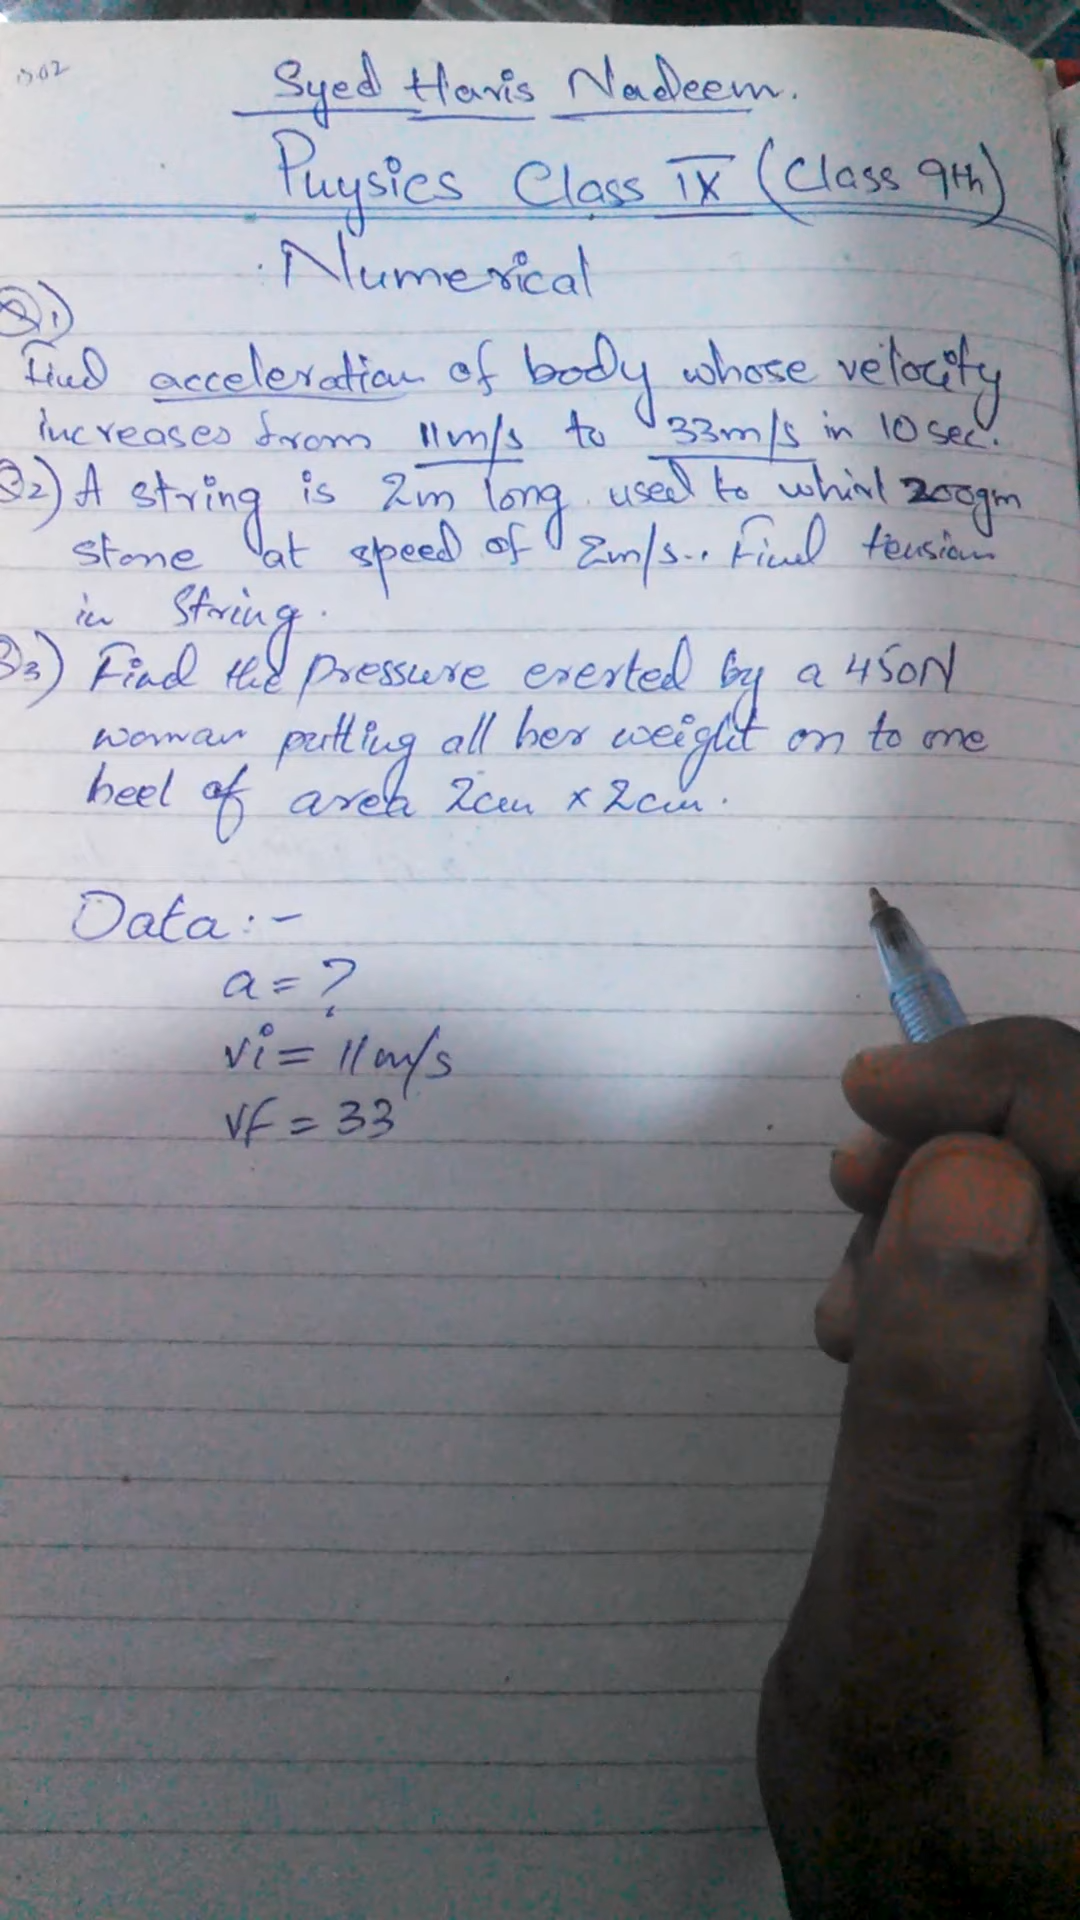 Syed Haris Nadeem.
Physics Class IX (Class 9th)
Numerical
Q1)
Find acceleration of body whose velocity
increases from 11m/s to 33m/s in 10 sec.
Q2) A string is 2m long used to whirl 200gm
stone at speed of 2m/s.. Find tension
in string.
Q3) Find the pressure exerted by a 450N
woman putting all her weight on to one
heel of area 2cm x 2cm.
Data :-
a = ?
vi = 11m/s
vf = 33